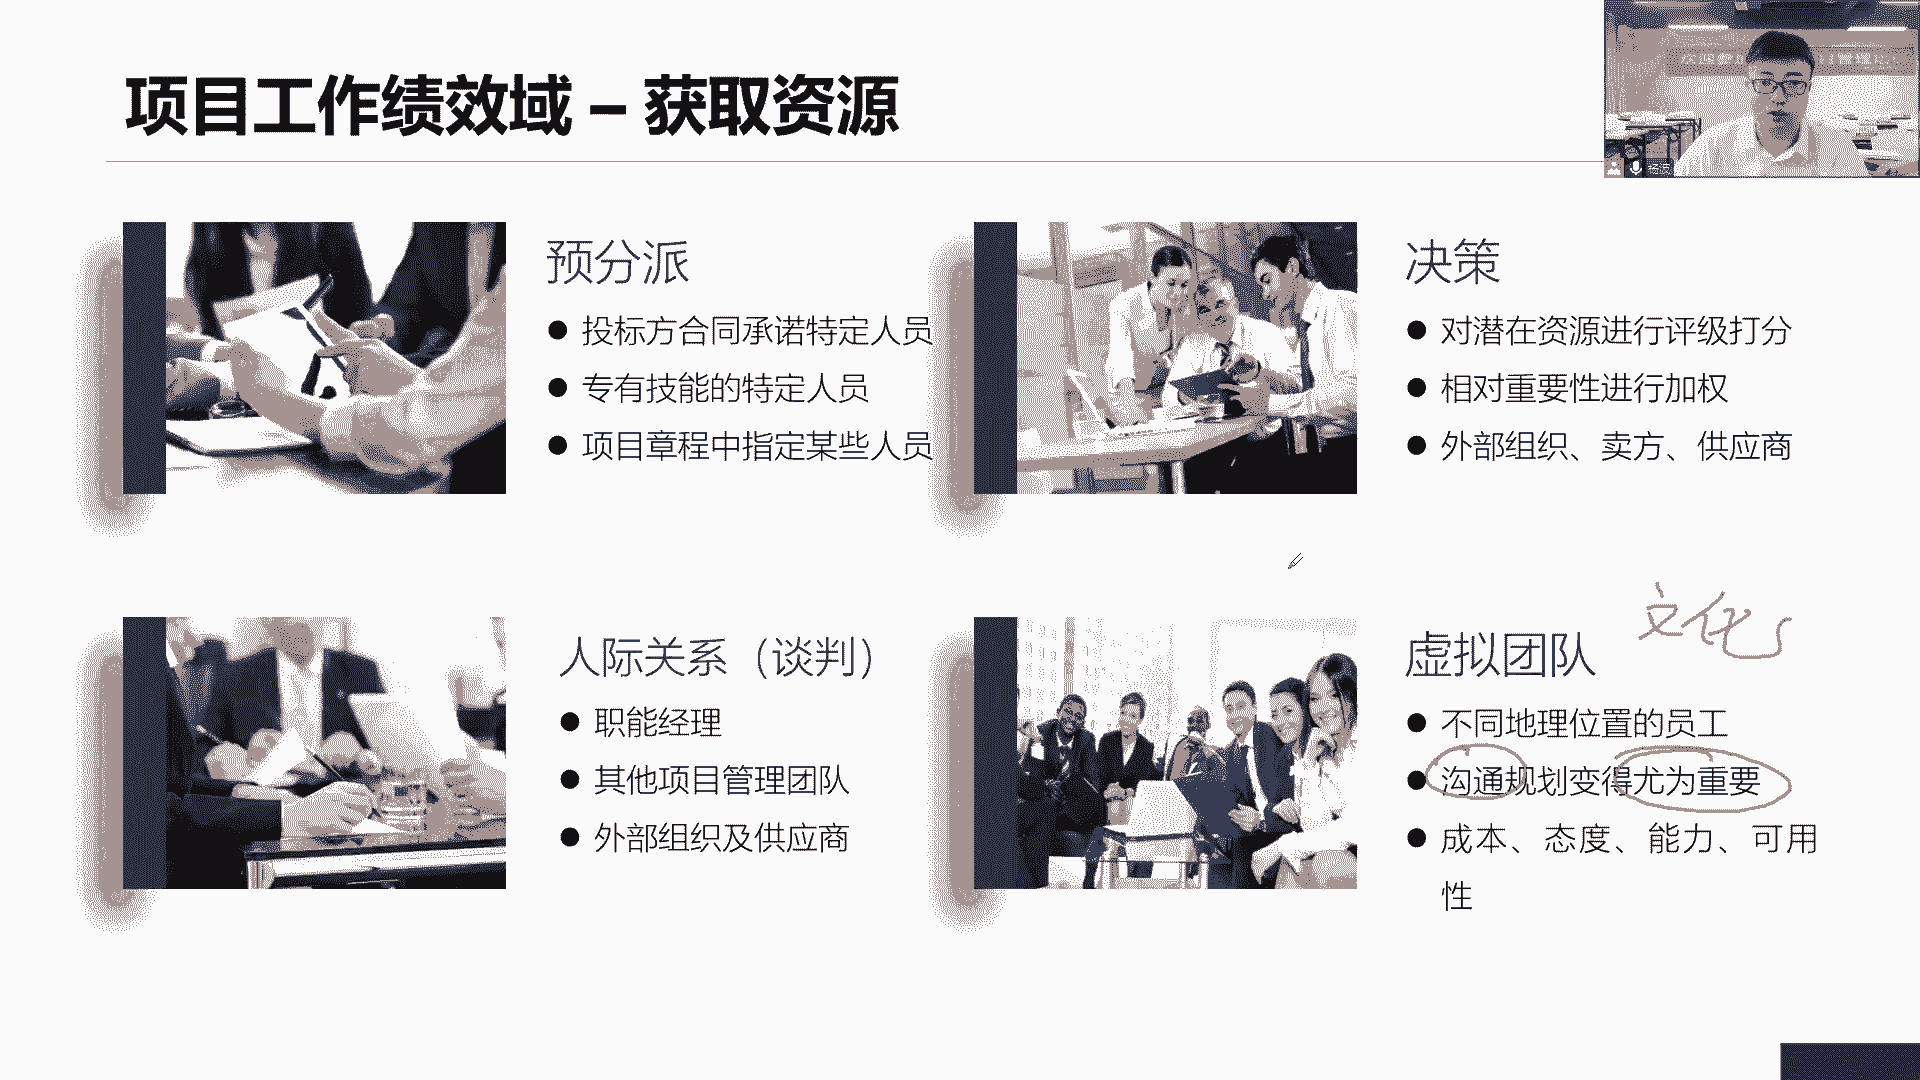 项目工作绩效域 – 获取资源
预分派
● 投标方合同承诺特定人员
● 专有技能的特定人员
● 项目章程中指定某些人员
决策
● 对潜在资源进行评级打分
● 相对重要性进行加权
● 外部组织、卖方、供应商
人际关系（谈判）
● 职能经理
● 其他项目管理团队
● 外部组织及供应商
文化
虚拟团队
● 不同地理位置的员工
● 沟通规划变得尤为重要
● 成本、态度、能力、可用
性
杨波